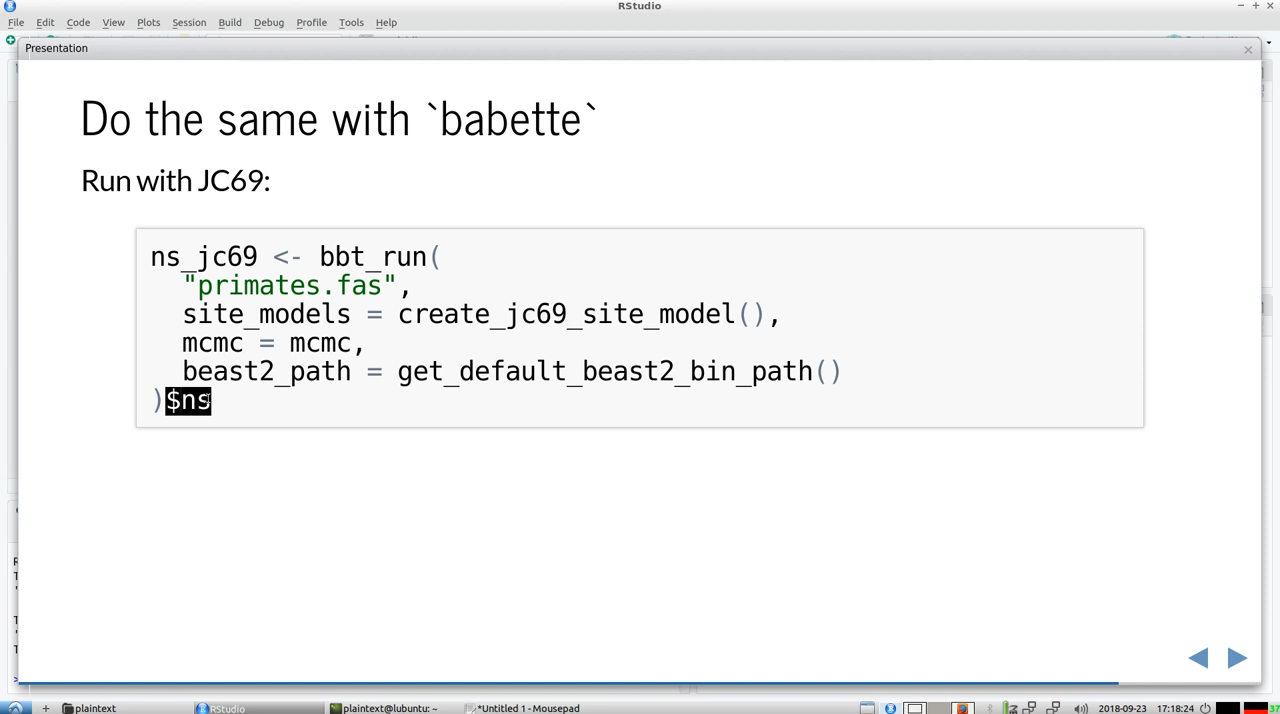 RStudio
File Edit Code View Plots Session Build Debug Profile Tools Help
Presentation
Do the same with `babette`
Run with JC69:
ns_jc69 <- bbt_run(
"primates.fas",
site_models = create_jc69_site_model(),
mcmc = mcmc,
beast2_path = get_default_beast2_bin_path()
)$ns
plaintext RStudio plaintext@lubuntu: ~ *Untitled 1 - Mousepad 2018-09-23 17:18:24 37